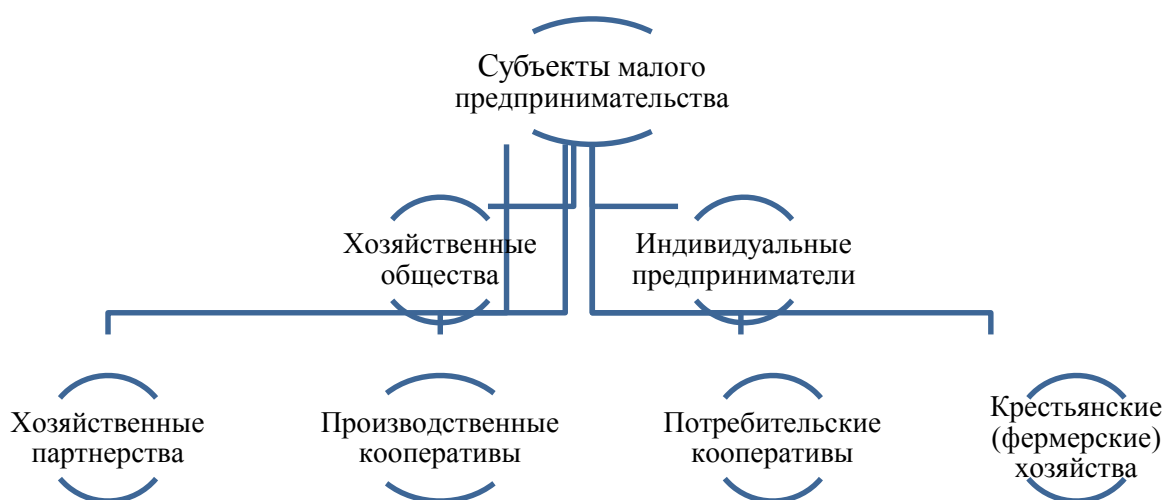 Субъекты малого
предпринимательства
Хозяйственные
общества
Индивидуальные
предприниматели
Хозяйственные
партнерства
Производственные
кооперативы
Потребительские
кооперативы
Крестьянские
(фермерские)
хозяйства